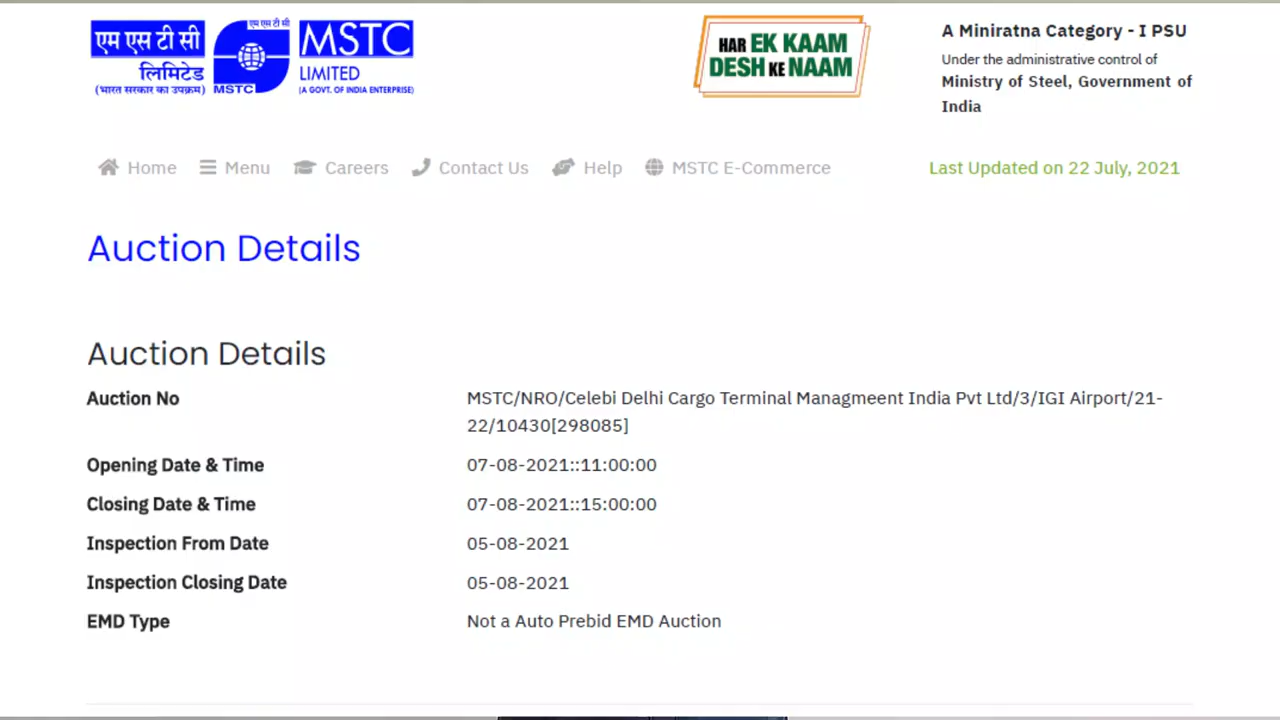 एम एस टी सी
लिमिटेड
(भारत सरकार का उपक्रम)
एम एस टी सी
MSTC
MSTC
LIMITED
(A GOVT. OF INDIA ENTERPRISE)
HAR EK KAAM
DESH KE NAAM
A Miniratna Category - I PSU
Under the administrative control of
Ministry of Steel, Government of
India
Home Menu Careers Contact Us Help MSTC E-Commerce Last Updated on 22 July, 2021
Auction Details
Auction Details
Auction No MSTC/NRO/Celebi Delhi Cargo Terminal Managmeent India Pvt Ltd/3/IGI Airport/21-
22/10430[298085]
Opening Date & Time 07-08-2021::11:00:00
Closing Date & Time 07-08-2021::15:00:00
Inspection From Date 05-08-2021
Inspection Closing Date 05-08-2021
EMD Type Not a Auto Prebid EMD Auction